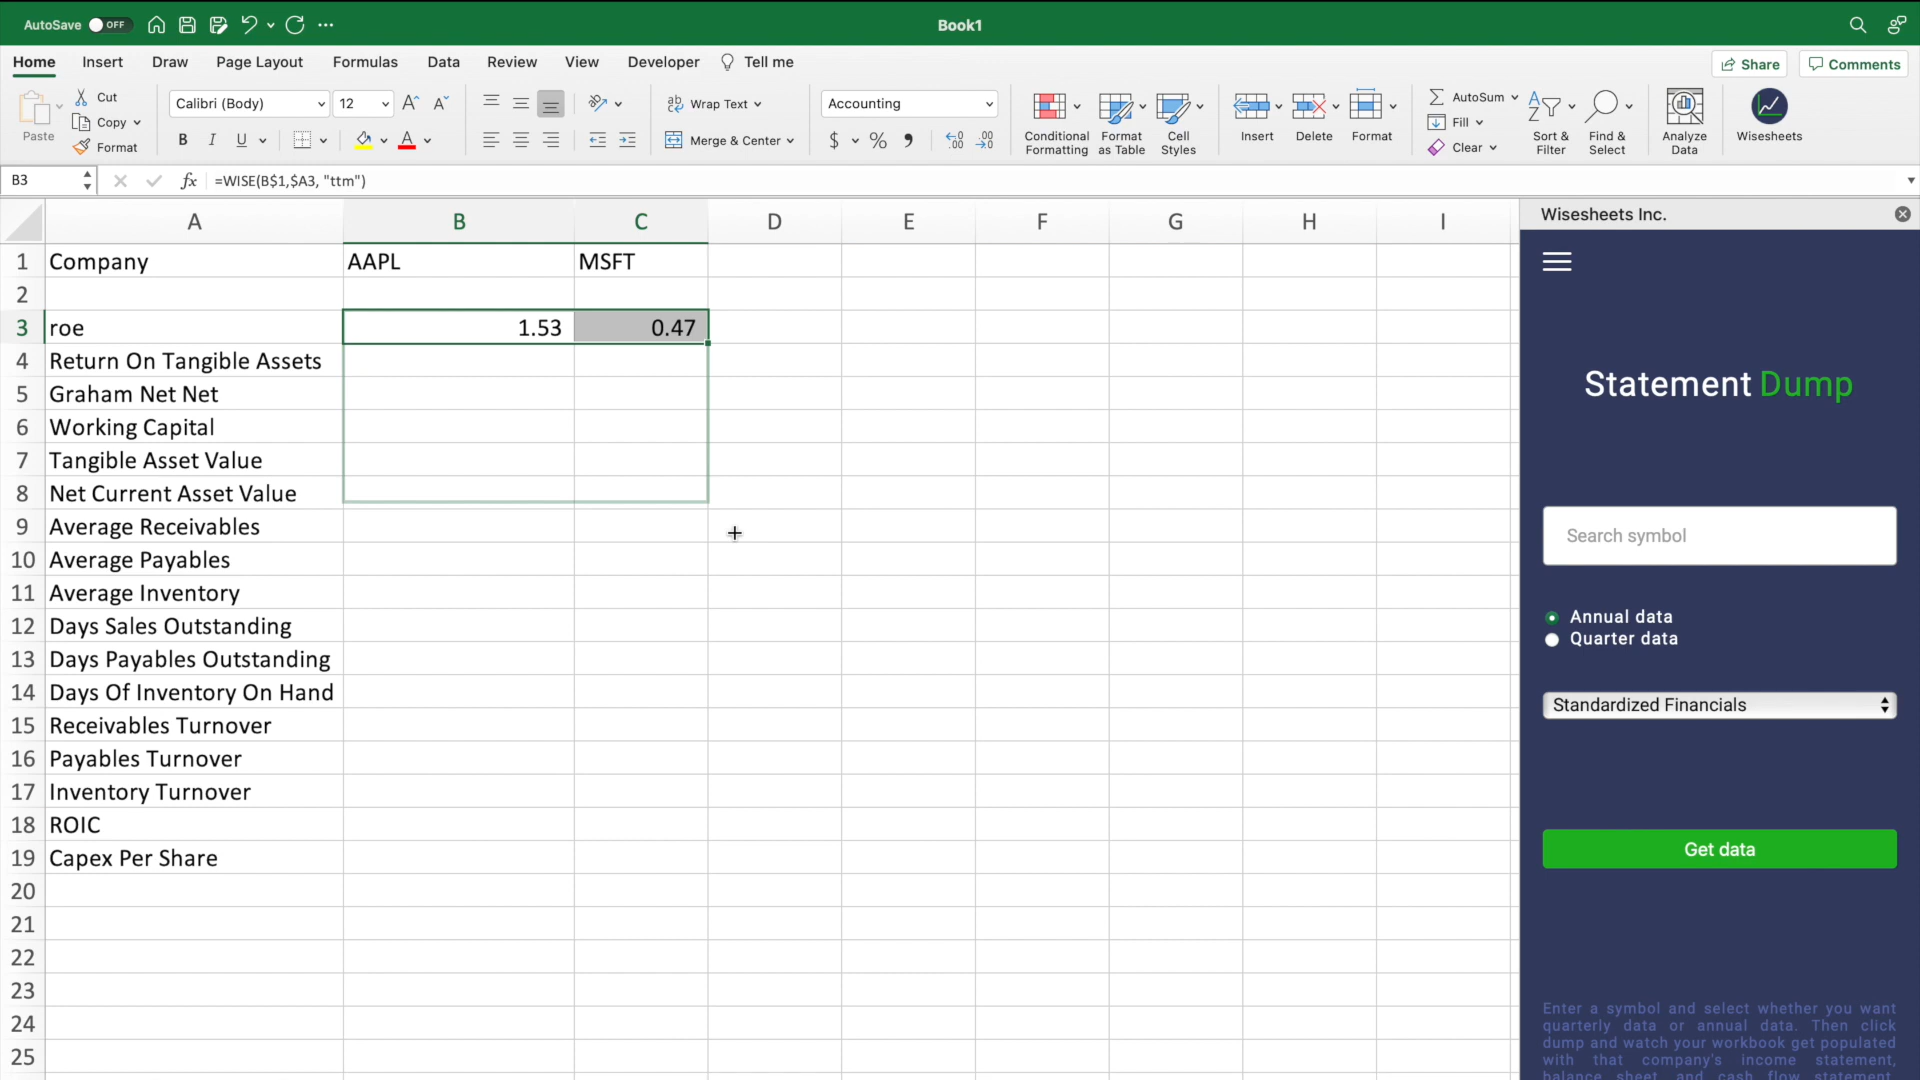 AutoSave OFF Book1
Home Insert Draw Page Layout Formulas Data Review View Developer Tell me Share Comments
Paste Cut Copy Format
Calibri (Body) 12
B I U
Wrap Text
Merge & Center
Accounting
$ % 9
Conditional Formatting Format as Table Cell Styles
Insert Delete Format
AutoSum Fill Clear
Sort & Filter Find & Select
Analyze Data
Wisesheets
B3 fx =WISE(B$1,$A3, "ttm")
A B C D E F G H I
1 Company AAPL MSFT
2
3 roe 1.53 0.47
4 Return On Tangible Assets
5 Graham Net Net
6 Working Capital
7 Tangible Asset Value
8 Net Current Asset Value
9 Average Receivables
10 Average Payables
11 Average Inventory
12 Days Sales Outstanding
13 Days Payables Outstanding
14 Days Of Inventory On Hand
15 Receivables Turnover
16 Payables Turnover
17 Inventory Turnover
18 ROIC
19 Capex Per Share
20
21
22
23
24
25
Wisesheets Inc.
Statement Dump
Search symbol
Annual data
Quarter data
Standardized Financials
Get data
Enter a symbol and select whether you want
quarterly data or annual data. Then click
dump and watch your workbook get populated
with that company's income statement,
balance sheet, and cash flow statement